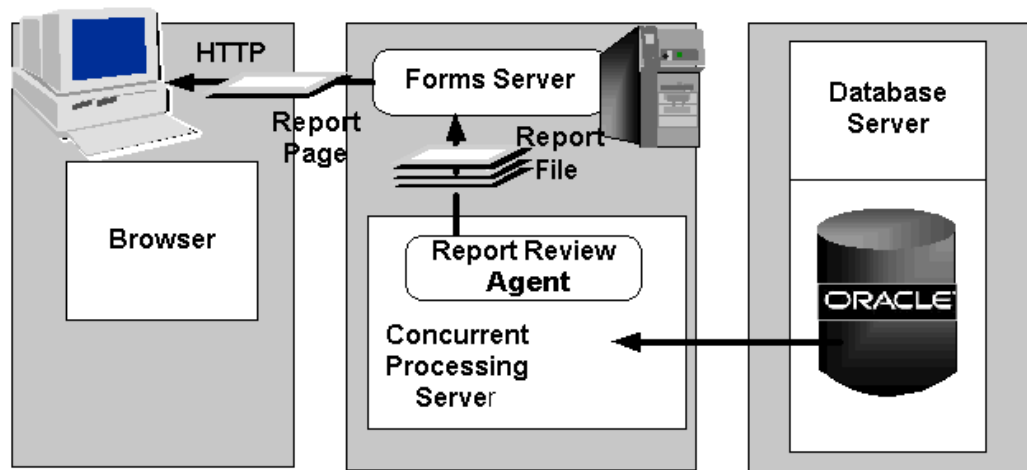 HTTP
Report
Page
Browser
Forms Server
Report
File
Report Review
Agent
Concurrent
Processing
Server
Database
Server
ORACLE